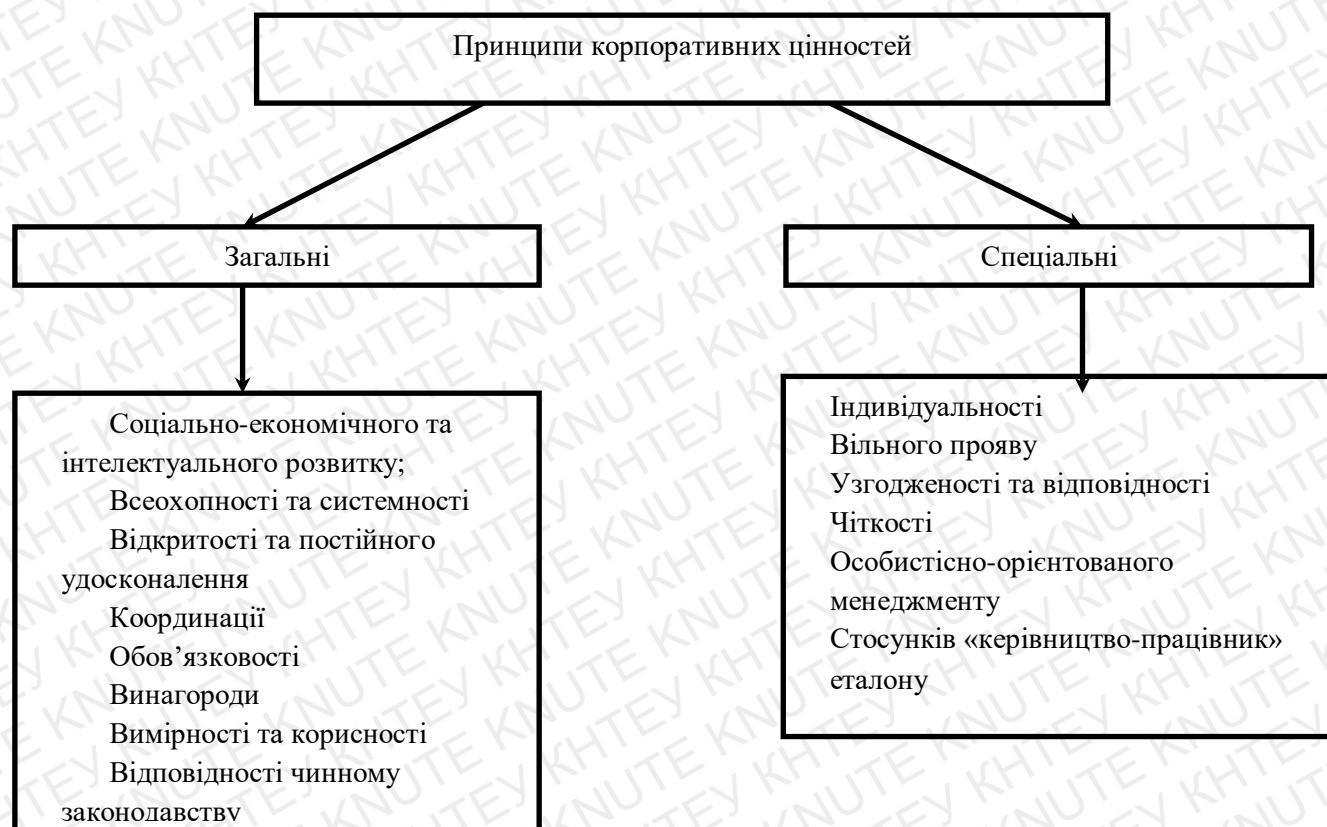 Принципи корпоративних цінностей
Загальні
Спеціальні
Соціально-економічного та
інтелектуального розвитку;
Всеохопності та системності
Відкритості та постійного
удосконалення
Координації
Обов’язковості
Винагороди
Вимірності та корисності
Відповідності чинному
законодавству
Індивідуальності
Вільного прояву
Узгодженості та відповідності
Чіткості
Особистісно-орієнтованого
менеджменту
Стосунків «керівництво-працівник»
еталону